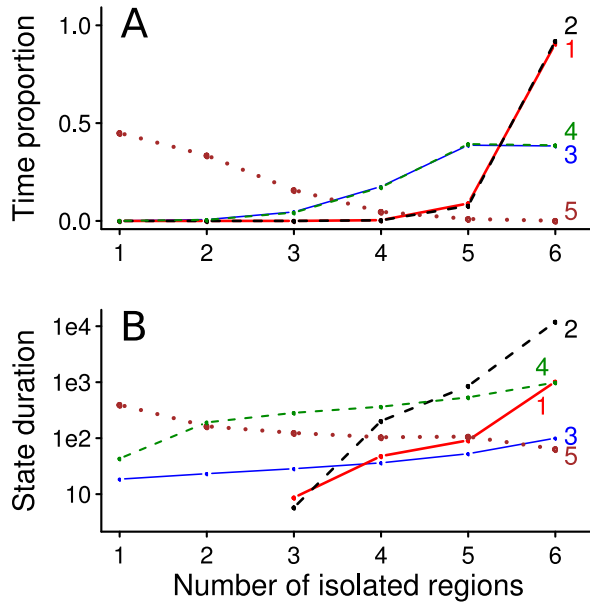 A
Time proportion
1.0
0.5
0.0
2
1
4
3
5
1 2 3 4 5 6
B
State duration
1e4
1e3
1e2
10
2
4
1
3
5
1 2 3 4 5 6
Number of isolated regions